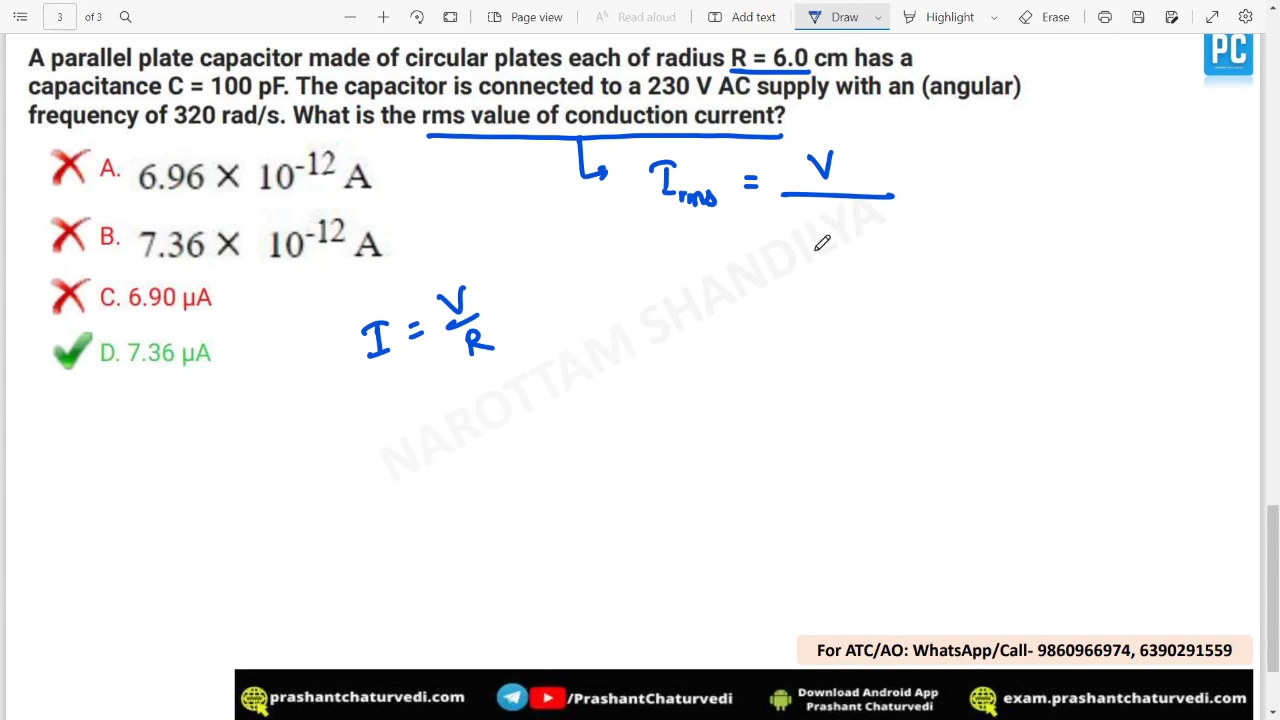 3 of 3 Page view Read aloud Add text Draw Highlight Erase
A parallel plate capacitor made of circular plates each of radius R = 6.0 cm has a
capacitance C = 100 pF. The capacitor is connected to a 230 V AC supply with an (angular)
frequency of 320 rad/s. What is the rms value of conduction current?
PC
A. 6.96 × 10⁻¹² A
B. 7.36 × 10⁻¹² A
C. 6.90 µA
D. 7.36 µA
I rms = V
I = V/R
NAROTTAM SHANDILYA
For ATC/AO: WhatsApp/Call- 9860966974, 6390291559
prashantchaturvedi.com /PrashantChaturvedi Download Android App exam.prashantchaturvedi.com
Prashant Chaturvedi